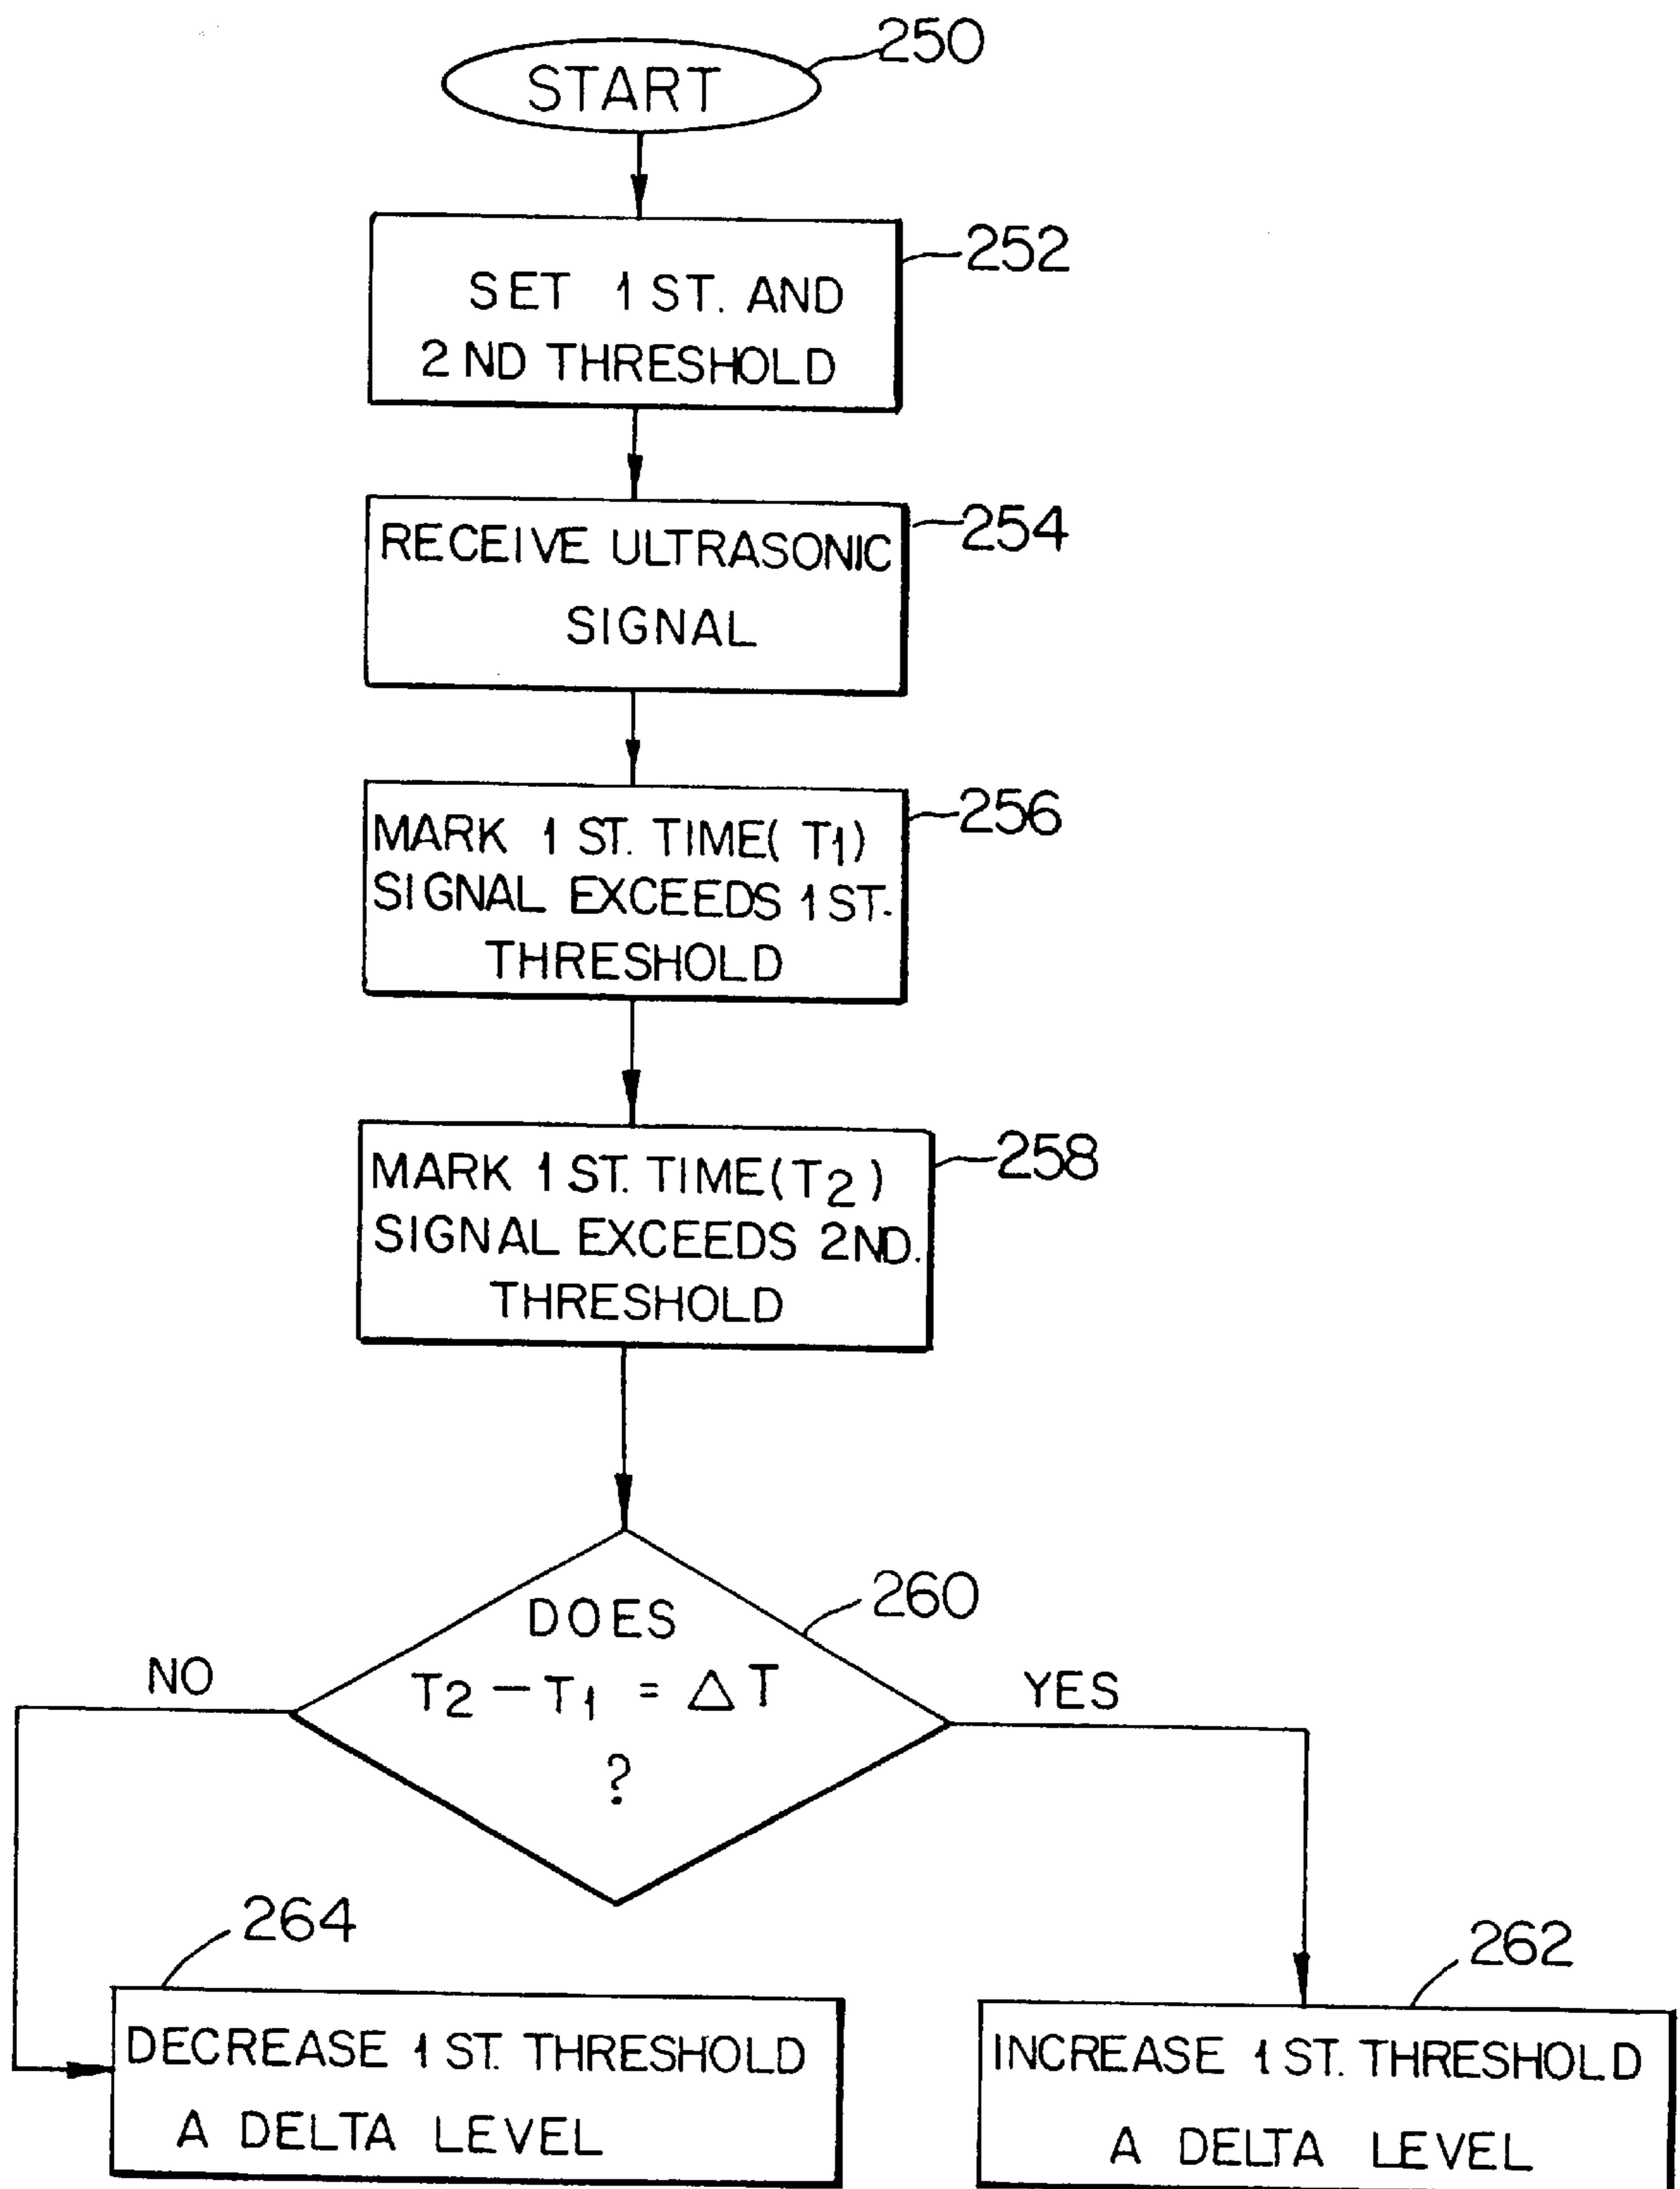 250
START
252
SET 1 ST. AND
2 ND THRESHOLD
254
RECEIVE ULTRASONIC
SIGNAL
256
MARK 1 ST. TIME( T1)
SIGNAL EXCEEDS 1 ST.
THRESHOLD
258
MARK 1 ST. TIME(T2)
SIGNAL EXCEEDS 2ND.
THRESHOLD
260
DOES
T2 – T1 = △ T
?
NO
YES
264
DECREASE 1 ST. THRESHOLD
A DELTA LEVEL
262
INCREASE 1 ST. THRESHOLD
A DELTA LEVEL